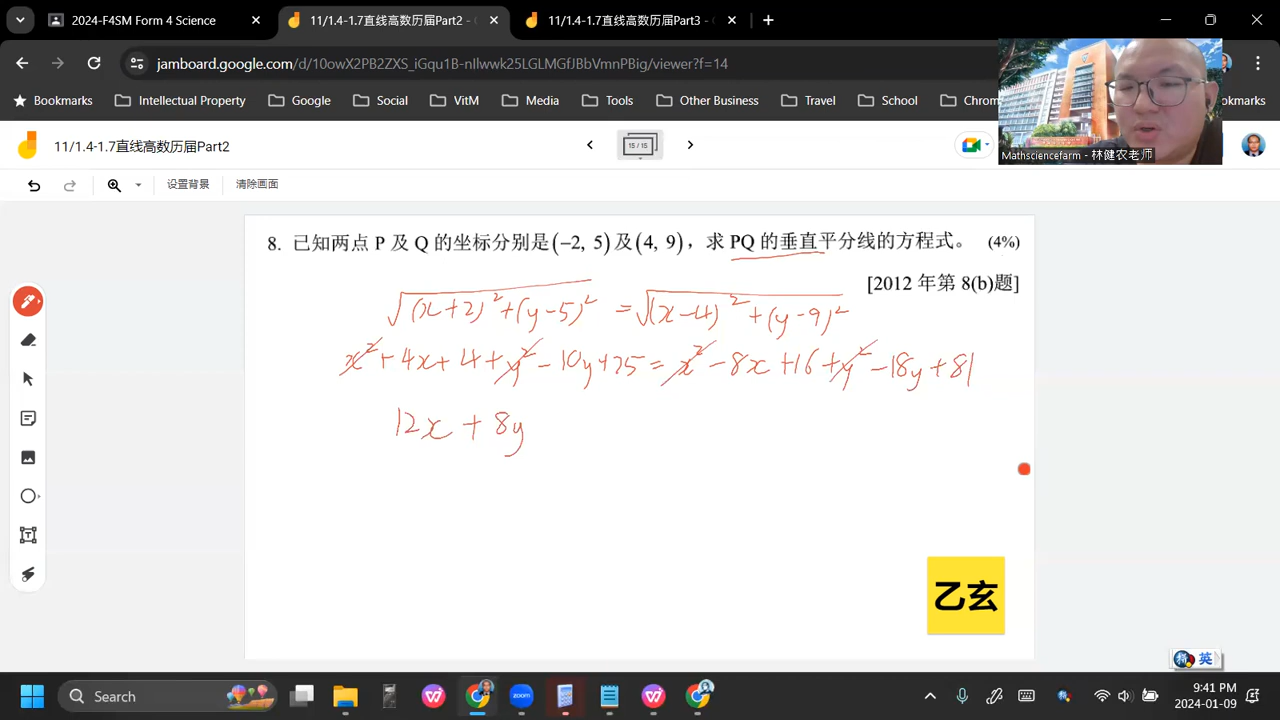 2024-F4SM Form 4 Science
11/1.4-1.7直线高数历届Part2 -
11/1.4-1.7直线高数历届Part3 -
jamboard.google.com/d/10owX2PB2ZXS_iGqu1B-nIlwwk25LGLMGfJBbVmnPBig/viewer?f=14
Bookmarks
Intellectual Property
Google
Social
VitM
Media
Tools
Other Business
Travel
School
Chrom
okmarks
11/1.4-1.7直线高数历届Part2
15 / 15
Mathsciencefarm - 林健农老师
设置背景
清除画面
8. 已知两点 P 及 Q 的坐标分别是(–2, 5)及(4, 9)，求 PQ 的垂直平分线的方程式。 (4%)
[2012 年第 8(b)题]
√(x+2)²+(y-5)² = √(x-4)²+(y-9)²
x²+4x+4+y²-10y+25=x²-8x+16+y²-18y+81
12x + 8y
乙玄
英
Search
9:41 PM
2024-01-09